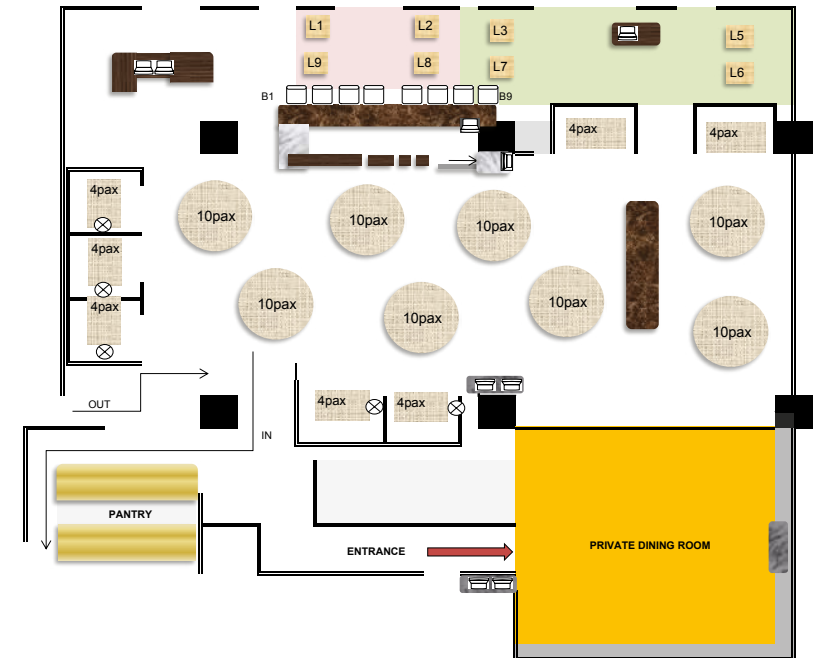 L1
L2
L3
L5
L9
L8
L7
L6
B1
B9
4pax
4pax
4pax
10pax
10pax
10pax
10pax
4pax
4pax
10pax
10pax
10pax
10pax
4pax
4pax
OUT
IN
PANTRY
ENTRANCE
PRIVATE DINING ROOM